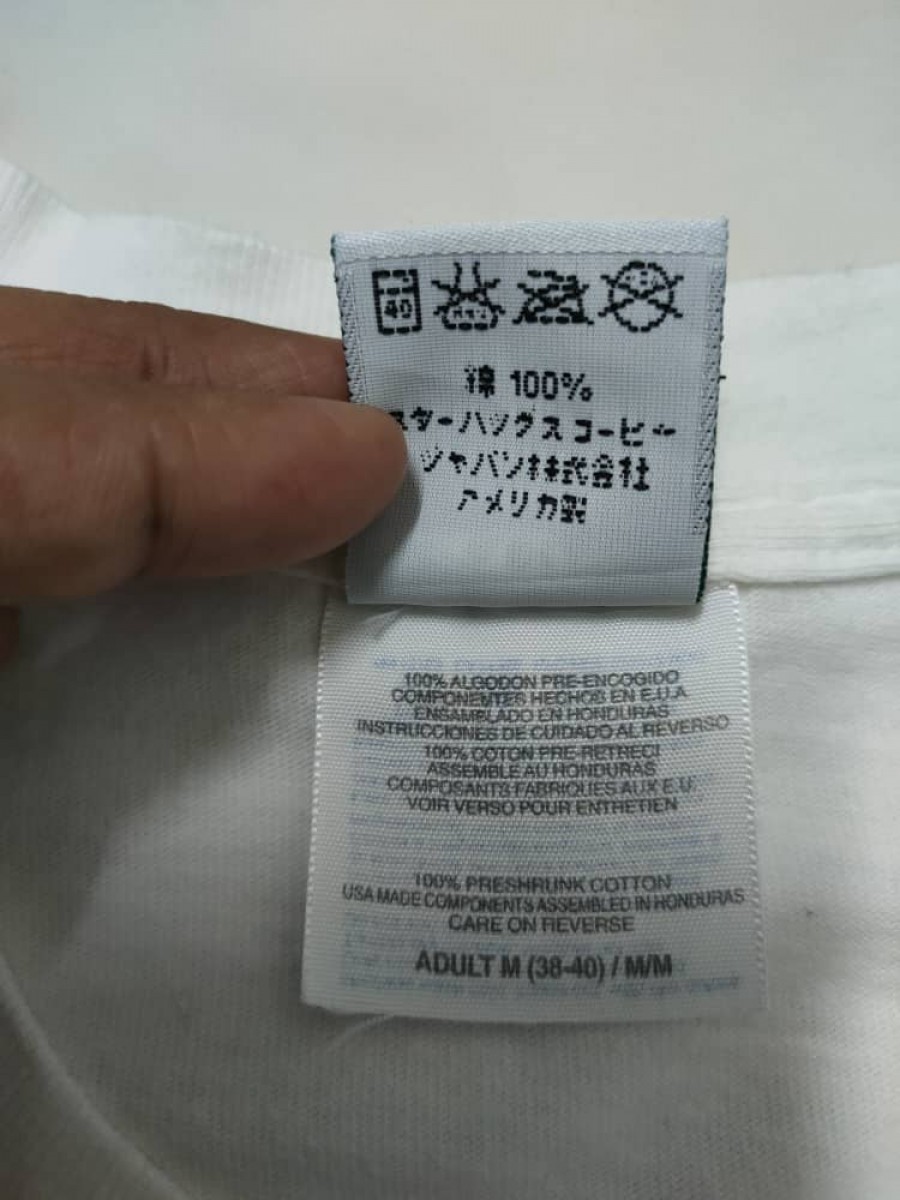 40
綿 100%
スターバックス コーヒー
ジャパン株式会社
アメリカ製
100% ALGODON PRE-ENCOGIDO
COMPONENTES HECHOS EN E.U.A
ENSAMBLADO EN HONDURAS
INSTRUCCIONES DE CUIDADO AL REVERSO
100% COTON PRE-RETRECI
ASSEMBLE AU HONDURAS
COMPOSANTS FABRIQUES AUX E.U.
VOIR VERSO POUR ENTRETIEN
100% PRESHRUNK COTTON
USA MADE COMPONENTS ASSEMBLED IN HONDURAS
CARE ON REVERSE
ADULT M (38-40) / M/M